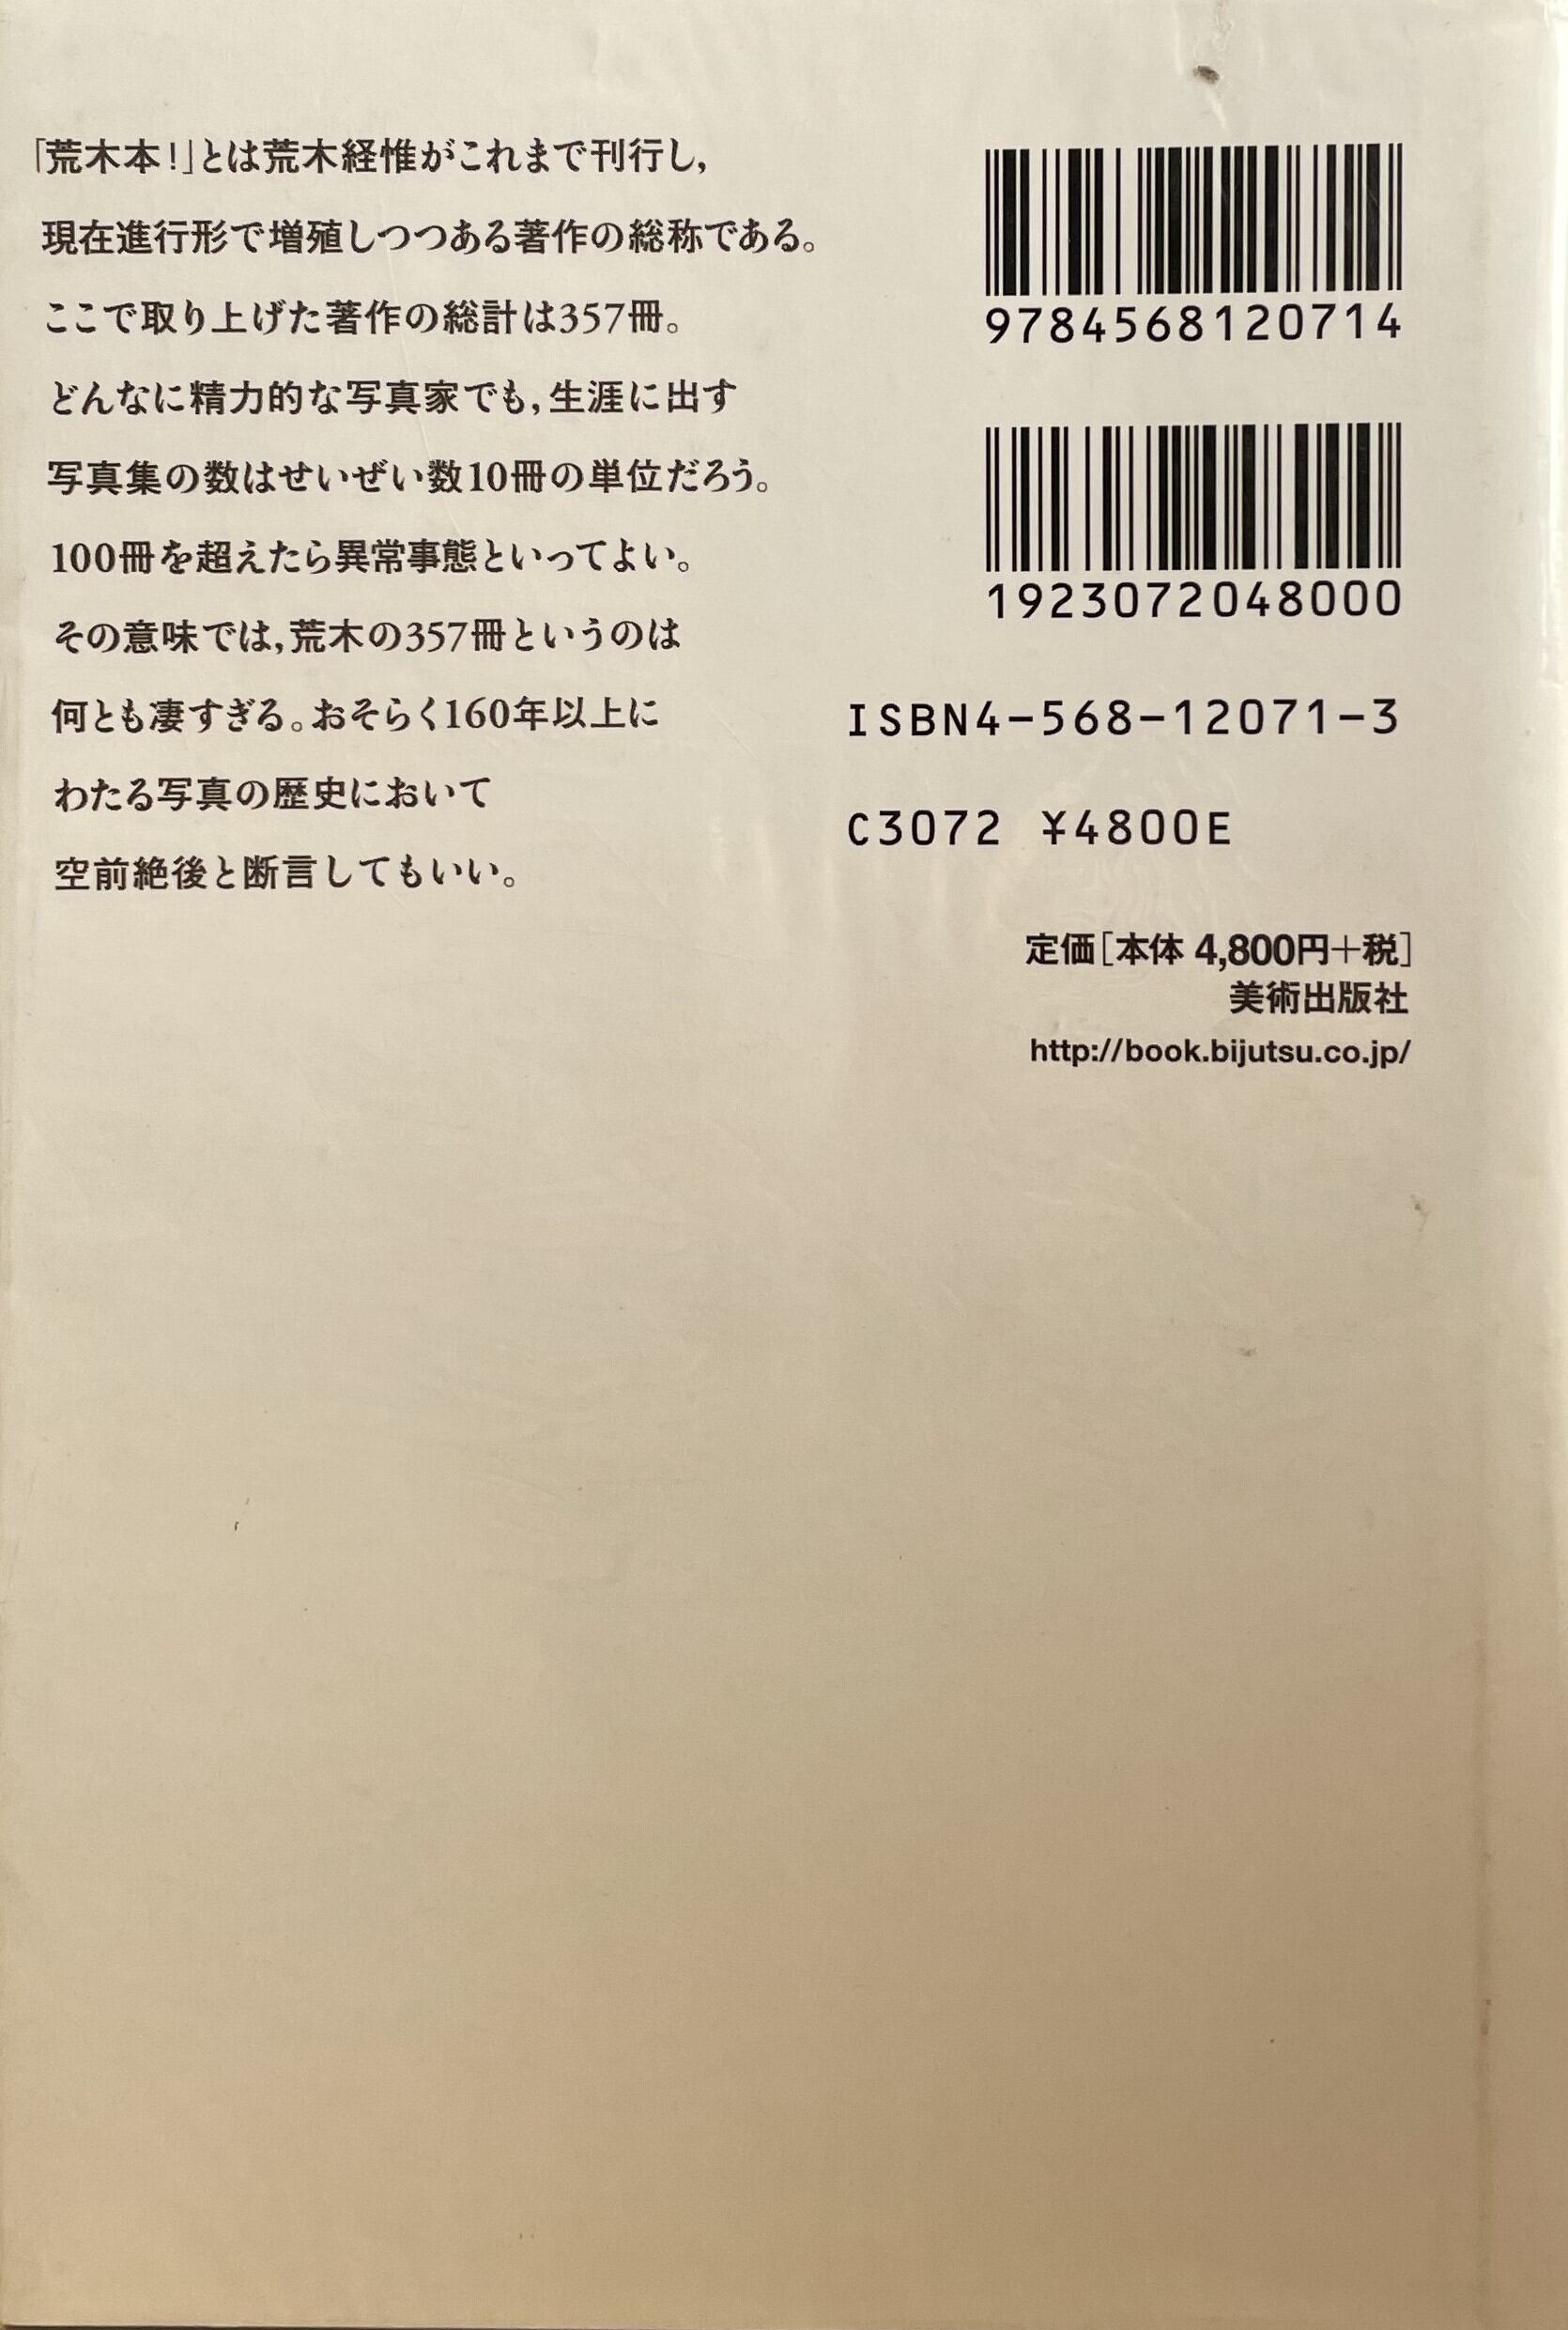 「荒木本！」とは荒木経惟がこれまで刊行し，
現在進行形で増殖しつつある著作の総称である。
ここで取り上げた著作の総計は357冊。
どんなに精力的な写真家でも，生涯に出す
写真集の数はせいぜい数10冊の単位だろう。
100冊を超えたら異常事態といってよい。
その意味では，荒木の357冊というのは
何とも凄すぎる。おそらく160年以上に
わたる写真の歴史において
空前絶後と断言してもいい。
9784568120714
1923072048000
ISBN4-568-12071-3
C3072 ¥4800E
定価［本体 4,800円＋税］
美術出版社
http://book.bijutsu.co.jp/